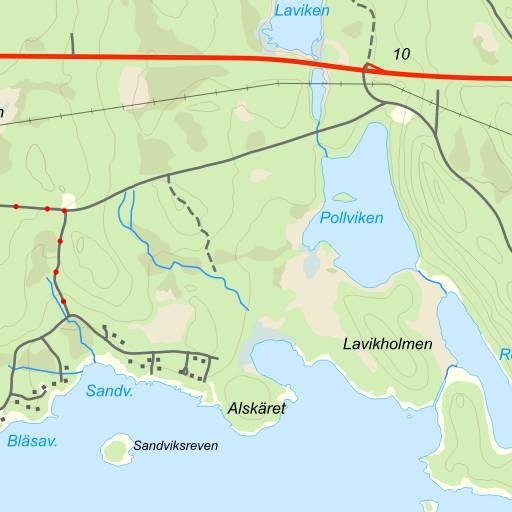 Laviken
10
Pollviken
Lavikholmen
Sandv.
Alskäret
Bläsav.
Sandviksreven